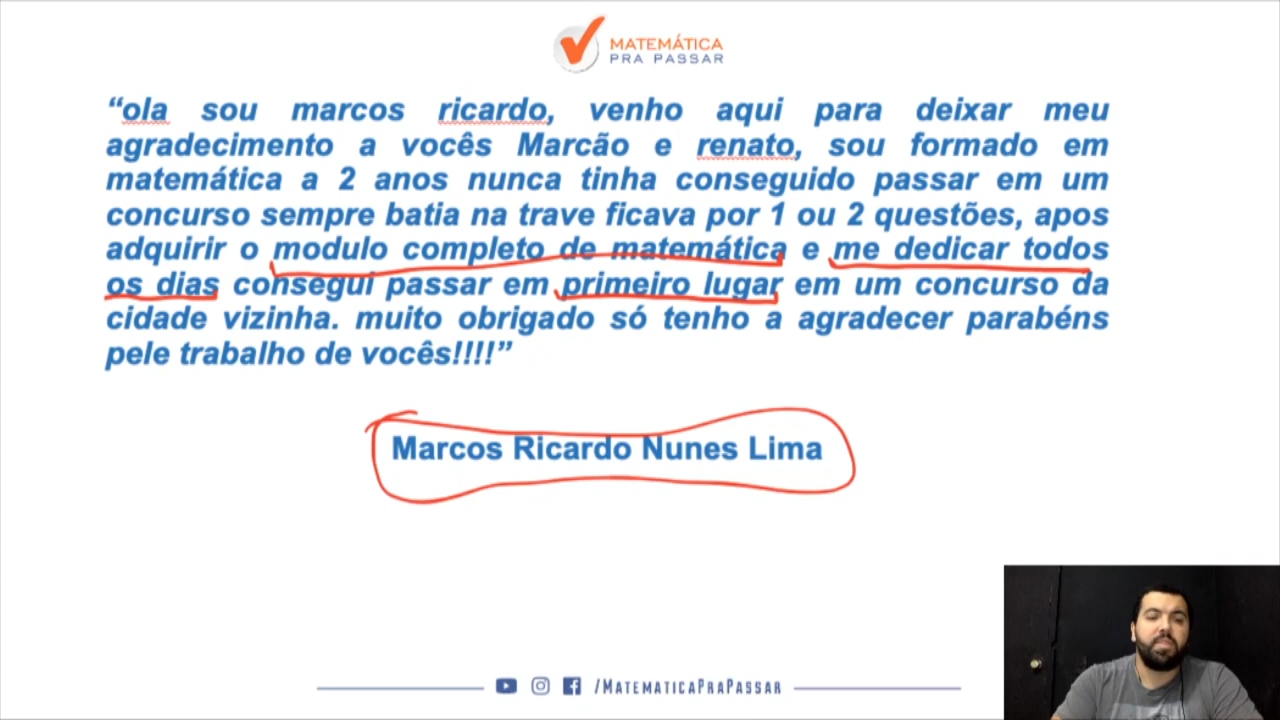 MATEMÁTICA
PRA PASSAR
“ola sou marcos ricardo, venho aqui para deixar meu
agradecimento a vocês Marcão e renato, sou formado em
matemática a 2 anos nunca tinha conseguido passar em um
concurso sempre batia na trave ficava por 1 ou 2 questões, apos
adquirir o modulo completo de matemática e me dedicar todos
os dias consegui passar em primeiro lugar em um concurso da
cidade vizinha. muito obrigado só tenho a agradecer parabéns
pele trabalho de vocês!!!!”
Marcos Ricardo Nunes Lima
/MATEMATICAPRAPASSAR